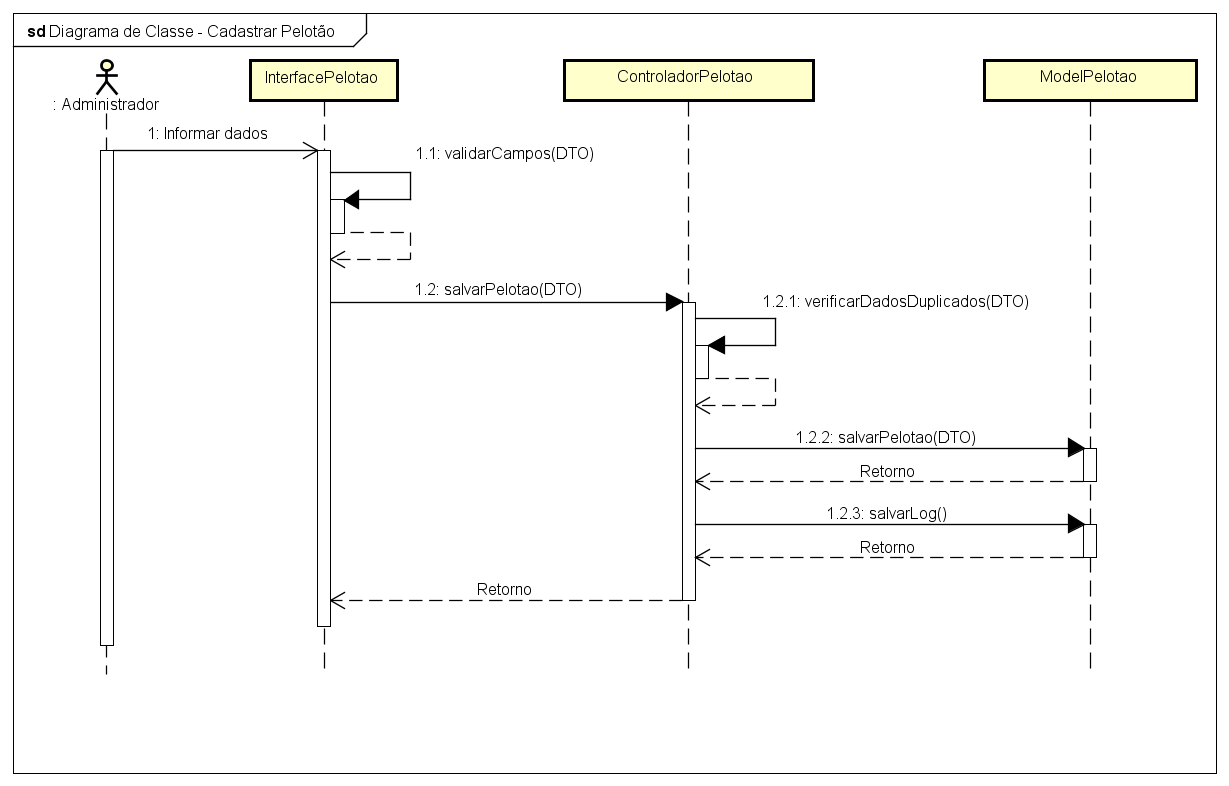 sd Diagrama de Classe - Cadastrar Pelotão
: Administrador
InterfacePelotao
ControladorPelotao
ModelPelotao
1: Informar dados
1.1: validarCampos(DTO)
1.2: salvarPelotao(DTO)
1.2.1: verificarDadosDuplicados(DTO)
1.2.2: salvarPelotao(DTO)
Retorno
1.2.3: salvarLog()
Retorno
Retorno